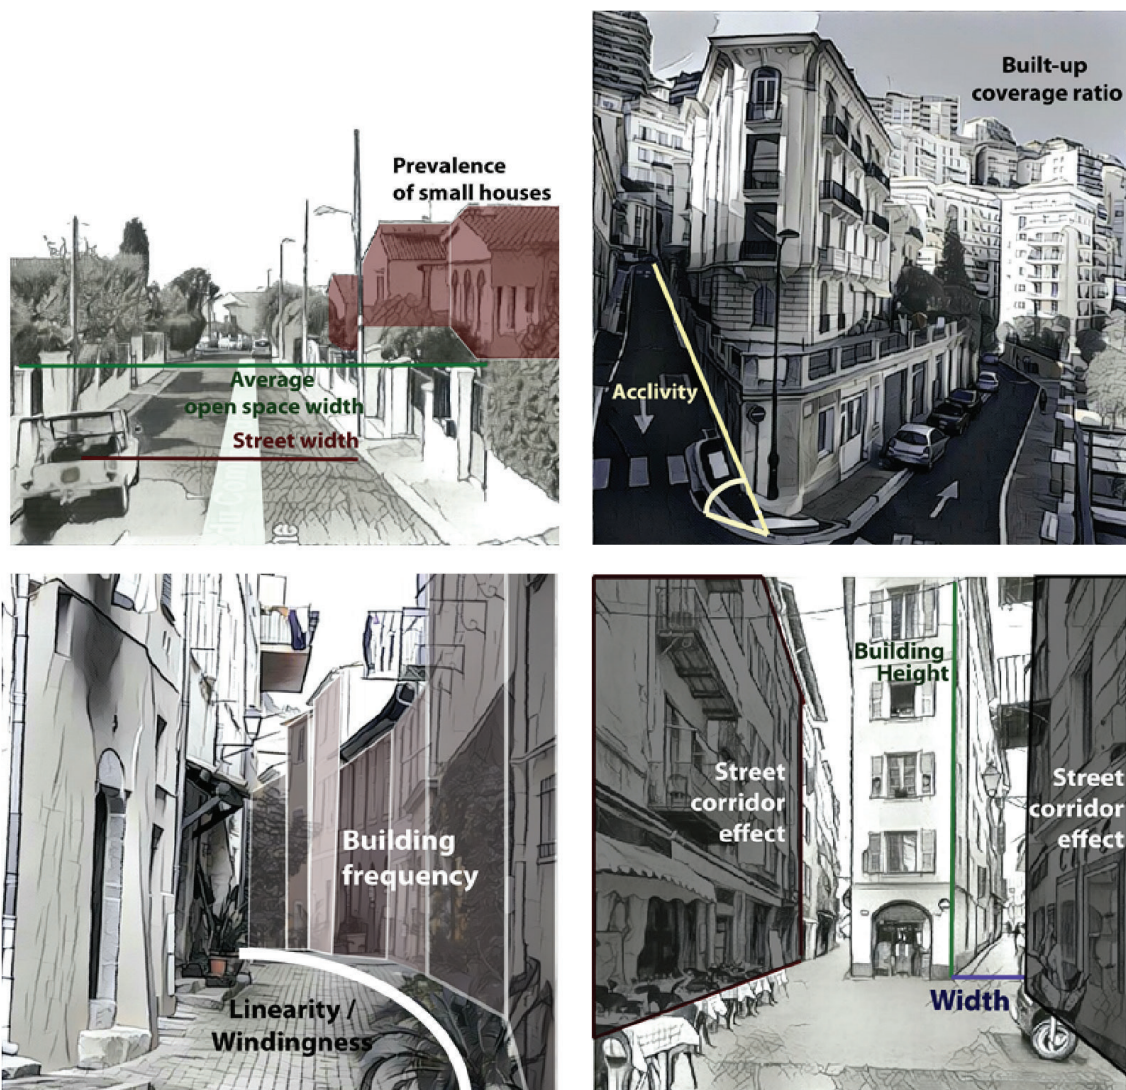 Prevalence
of small houses
Average
open space width
Street width
Built-up
coverage ratio
Acclivity
Building
frequency
Linearity /
Windingness
Building
Height
Street
corridor
effect
Street
corridor
effect
Width